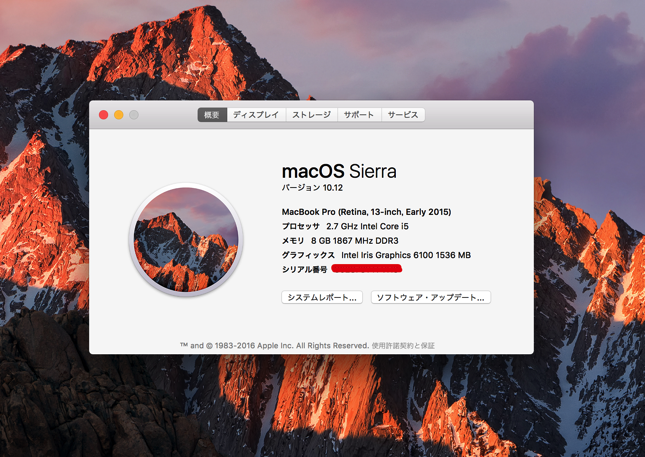 概要 ディスプレイ ストレージ サポート サービス
macOS Sierra
バージョン 10.12
MacBook Pro (Retina, 13-inch, Early 2015)
プロセッサ 2.7 GHz Intel Core i5
メモリ 8 GB 1867 MHz DDR3
グラフィックス Intel Iris Graphics 6100 1536 MB
シリアル番号
システムレポート... ソフトウェア・アップデート...
™ and © 1983-2016 Apple Inc. All Rights Reserved. 使用許諾契約と保証